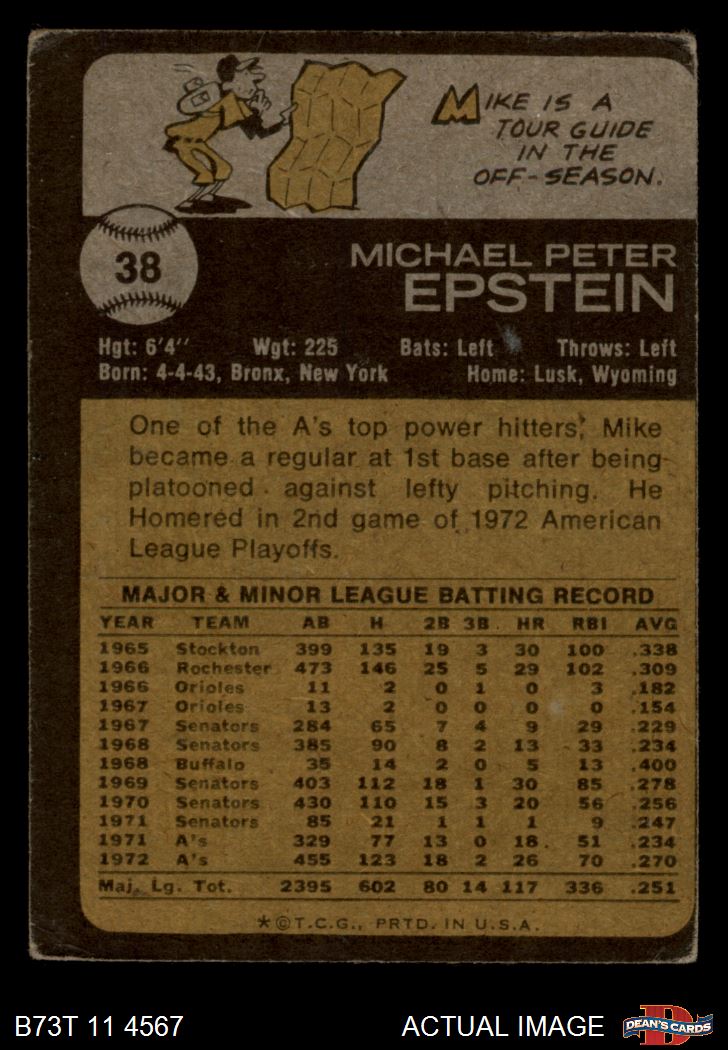 MIKE IS A
TOUR GUIDE
IN THE
OFF-SEASON.
38
MICHAEL PETER
EPSTEIN
Hgt: 6'4" Wgt: 225 Bats: Left Throws: Left
Born: 4-4-43, Bronx, New York Home: Lusk, Wyoming
One of the A's top power hitters, Mike
became a regular at 1st base after being
platooned against lefty pitching. He
Homered in 2nd game of 1972 American
League Playoffs.
MAJOR & MINOR LEAGUE BATTING RECORD
YEAR TEAM AB H 2B 3B HR RBI AVG
1965 Stockton 399 135 19 3 30 100 .338
1966 Rochester 473 146 25 5 29 102 .309
1966 Orioles 11 2 0 1 0 3 .182
1967 Orioles 13 2 0 0 0 0 .154
1967 Senators 284 65 7 4 9 29 .229
1968 Senators 385 90 8 2 13 33 .234
1968 Buffalo 35 14 2 0 5 13 .400
1969 Senators 403 112 18 1 30 85 .278
1970 Senators 430 110 15 3 20 56 .256
1971 Senators 85 21 1 1 1 9 .247
1971 A's 329 77 13 0 18 51 .234
1972 A's 455 123 18 2 26 70 .270
Maj. Lg. Tot. 2395 602 80 14 117 336 .251
*©T.C.G., PRTD. IN U.S.A.
B73T 11 4567 ACTUAL IMAGE
D
DEAN'S CARDS